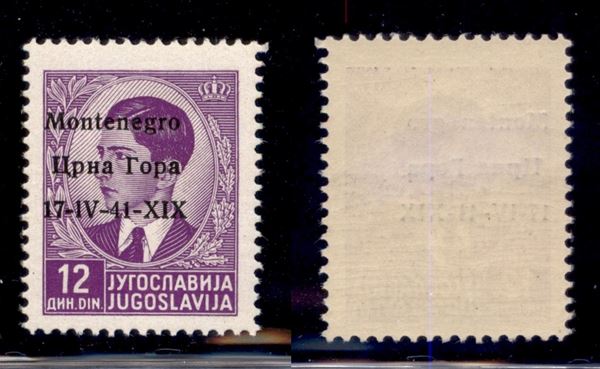 Montenegro
Црна Гора
17-IV-41-XIX
12
ДИН. DIN.
ЈУГОСЛАВИЈА
JUGOSLAVIJA